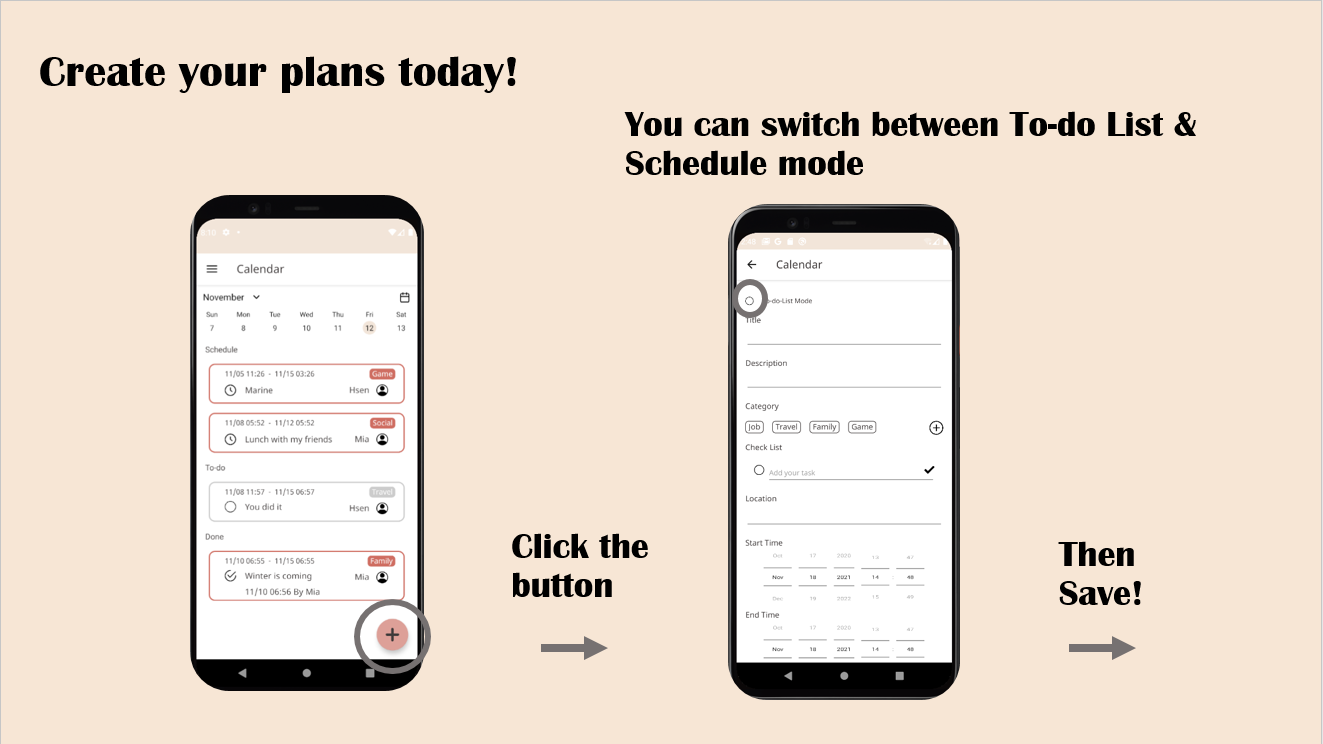 Create your plans today!
You can switch between To-do List &
Schedule mode
Calendar
November
Sun Mon Tue Wed Thu Fri Sat
7 8 9 10 11 12 13
Schedule
11/05 11:26 - 11/15 03:26 Game
Marine Hsen
11/08 05:52 - 11/12 05:52 Social
Lunch with my friends Mia
To-do
11/08 11:57 - 11/15 06:57 Travel
You did it Hsen
Done
11/10 06:55 - 11/15 06:55 Family
Winter is coming Mia
11/10 06:56 By Mia
+
Click the
button
Calendar
o-do-List Mode
Title
Description
Category
Job Travel Family Game
Check List
Add your task
Location
Start Time
Oct 17 2020 13 47
Nov 18 2021 14 : 48
Dec 19 2022 15 49
End Time
Oct 17 2020 13 47
Nov 18 2021 14 : 48
Then
Save!